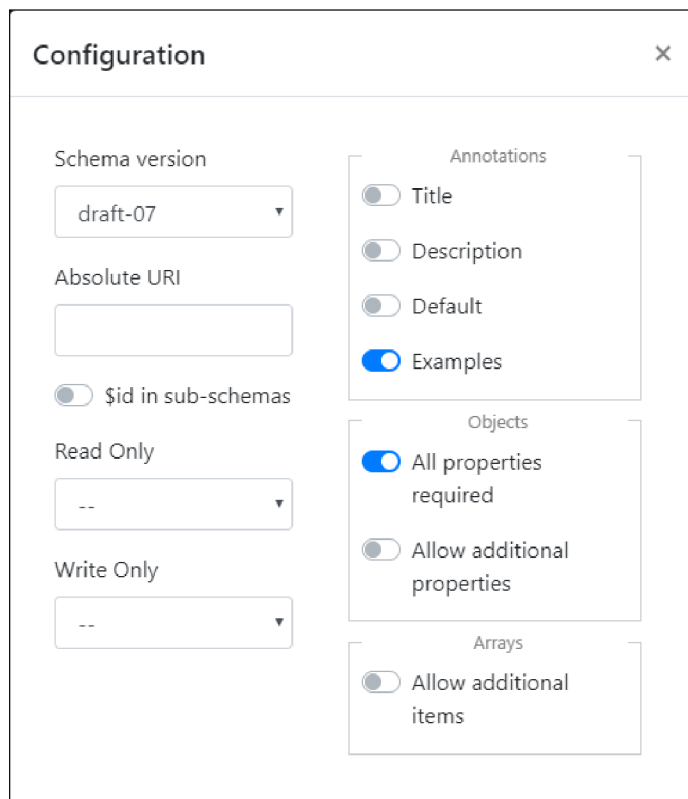 Configuration ×
Schema version
draft-07
Absolute URI
$id in sub-schemas
Read Only
--
Write Only
--
Annotations
Title
Description
Default
Examples
Objects
All properties
required
Allow additional
properties
Arrays
Allow additional
items